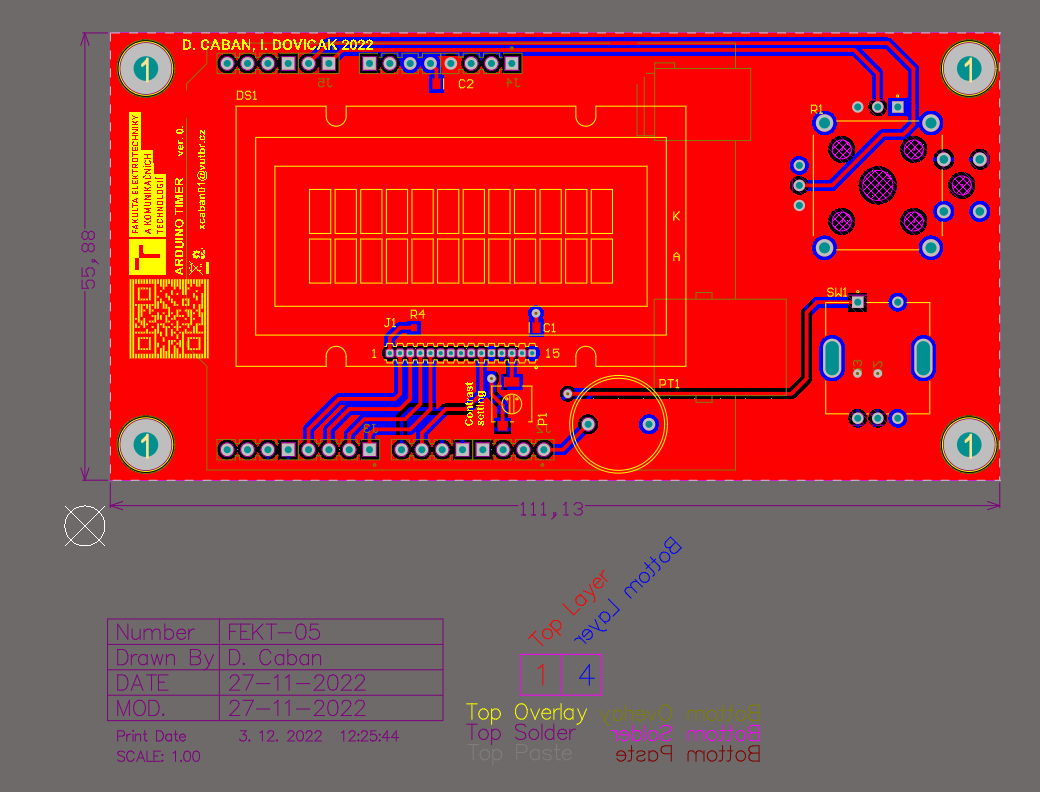 D. CABAN, I. DOVICAK 2022
1
1
J5
C2
J4
DS1
R1
FAKULTA ELEKTROTECHNIKY
A KOMUNIKAČNÍCH
TECHNOLOGIÍ
ARDUINO TIMER
ver. 0.
xcaban01@vutbr.cz
K
A
55,88
SW1
R4
J1
C1
1
15
PT1
Contrast
setting
P1
1
1
111,13
Top Layer
Bottom Layer
1
4
Number FEKT-05
Drawn By D. Caban
DATE 27-11-2022
MOD. 27-11-2022
Print Date 3. 12. 2022 12:25:44
SCALE: 1.00
Top Overlay Bottom Overlay
Top Solder Bottom Solder
Top Paste Bottom Paste